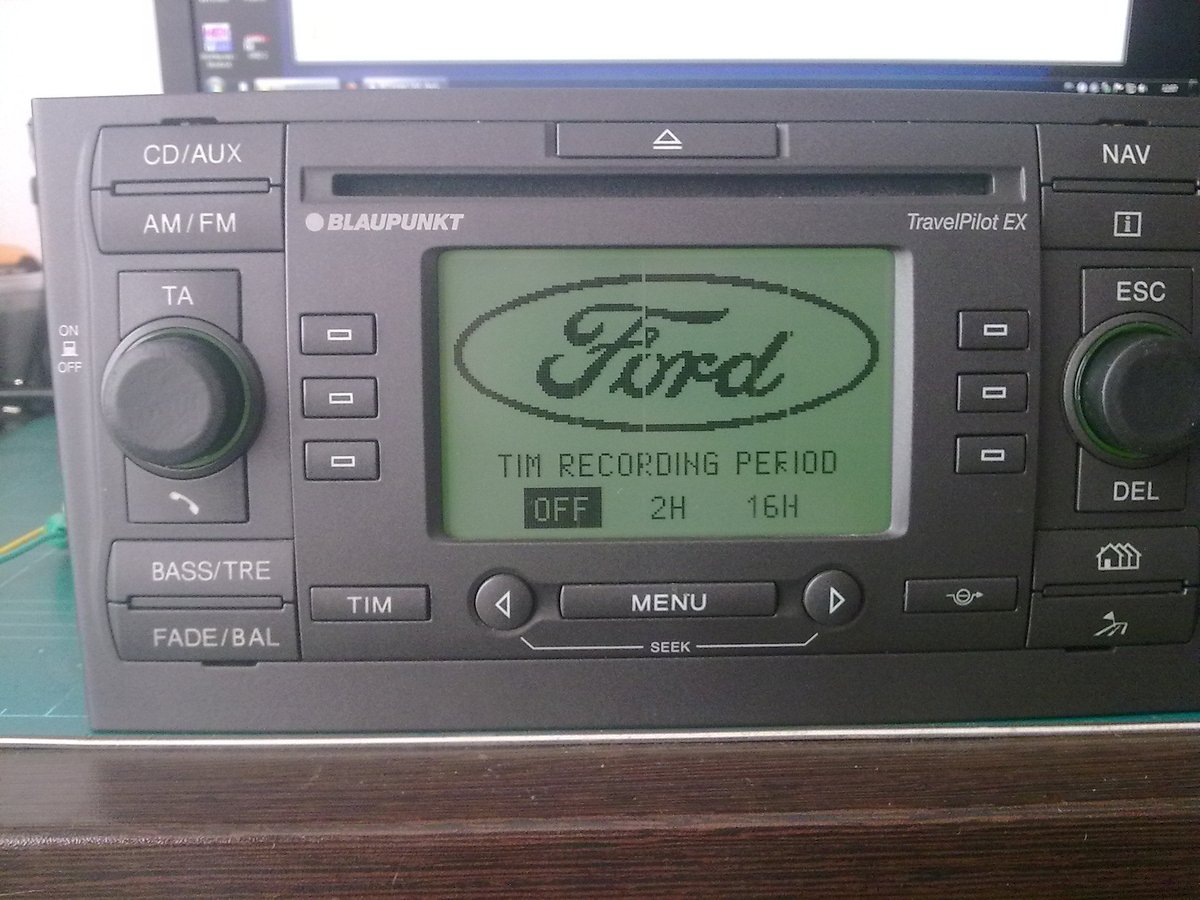 CD/AUX
AM/FM
BLAUPUNKT
TravelPilot EX
NAV
TA
ON
OFF
ESC
DEL
Ford
TIM RECORDING PERIOD
OFF 2H 16H
BASS/TRE
FADE/BAL
TIM
MENU
SEEK